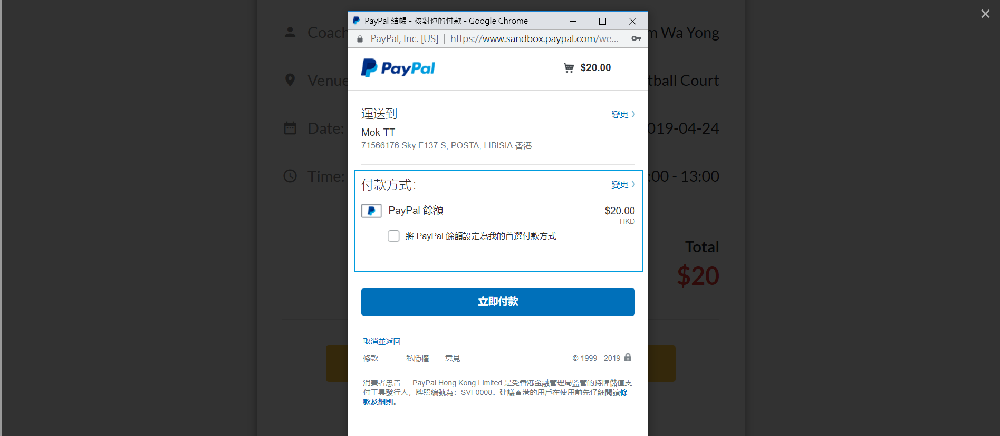 PayPal 結帳 - 核對你的付款 - Google Chrome
PayPal, Inc. [US] | https://www.sandbox.paypal.com/we...
PayPal
$20.00
運送到
變更
Mok TT
71566176 Sky E137 S, POSTA, LIBISIA 香港
付款方式:
變更
PayPal 餘額
$20.00
HKD
將 PayPal 餘額設定為我的首選付款方式
立即付款
取消並返回
條款 私隱權 意見
© 1999 - 2019
消費者忠告 - PayPal Hong Kong Limited 是受香港金融管理局監管的持牌儲值支
付工具發行人，牌照編號為：SVF0008。建議香港的用戶在使用前先仔細閱讀條
款及細則。
Coach
m Wa Yong
Venue
tball Court
Date:
019-04-24
Time:
:00 - 13:00
Total
$20